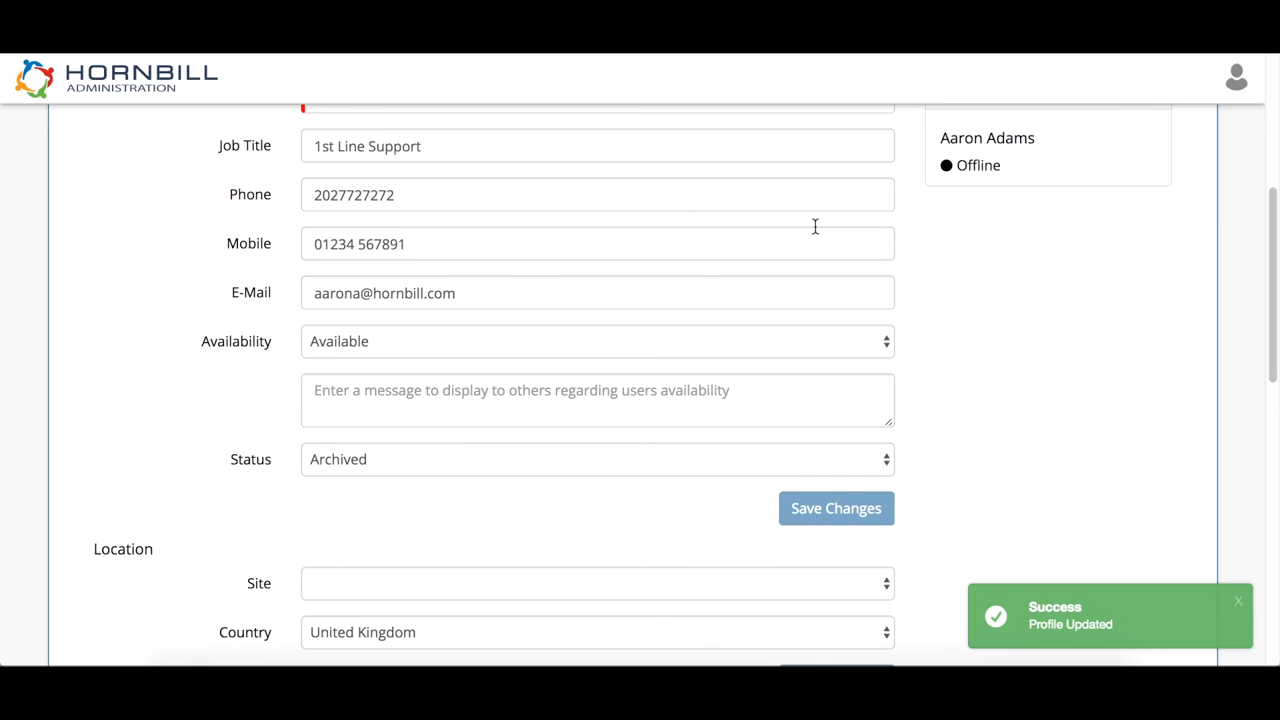 HORNBILL
ADMINISTRATION
Job Title 1st Line Support
Aaron Adams
Offline
Phone 2027727272
Mobile 01234 567891
E-Mail aarona@hornbill.com
Availability Available
Enter a message to display to others regarding users availability
Status Archived
Save Changes
Location
Site
Country United Kingdom
Success X
Profile Updated